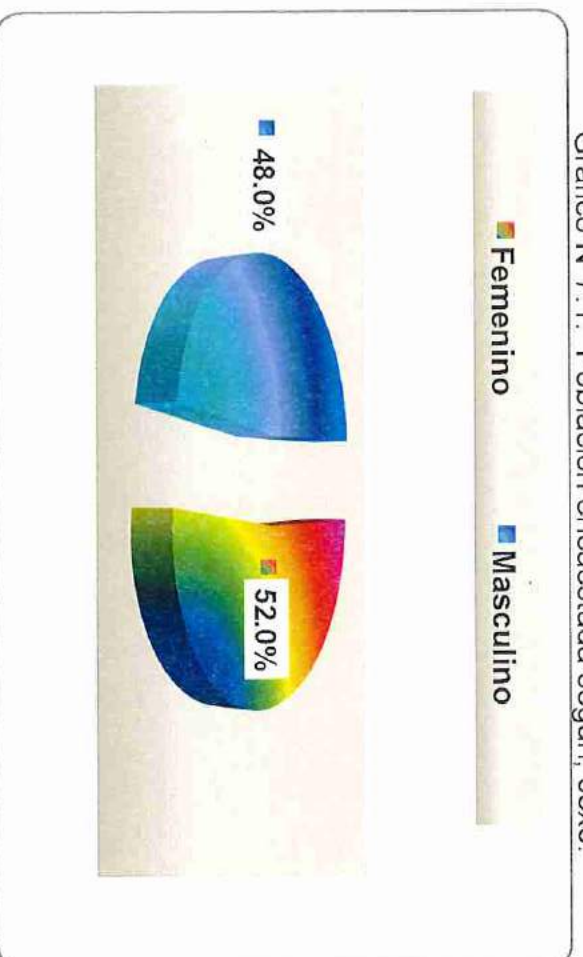 Gráfico N°7.1. Población encuestada según, sexo.
Femenino Masculino
48.0%
52.0%